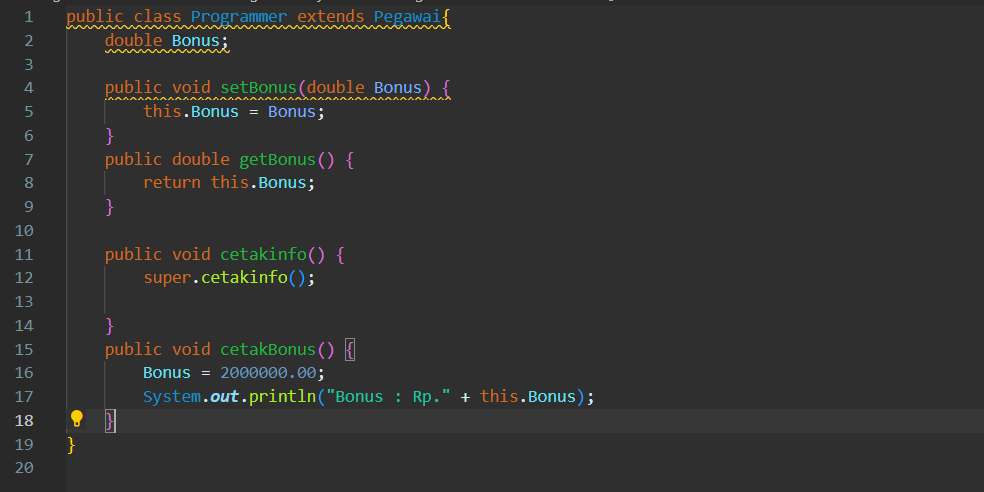 1 public class Programmer extends Pegawai{
2     double Bonus;
3
4     public void setBonus(double Bonus) {
5         this.Bonus = Bonus;
6     }
7     public double getBonus() {
8         return this.Bonus;
9     }
10
11     public void cetakinfo() {
12         super.cetakinfo();
13
14     }
15     public void cetakBonus() {
16         Bonus = 2000000.00;
17         System.out.println("Bonus : Rp." + this.Bonus);
18     }
19 }
20